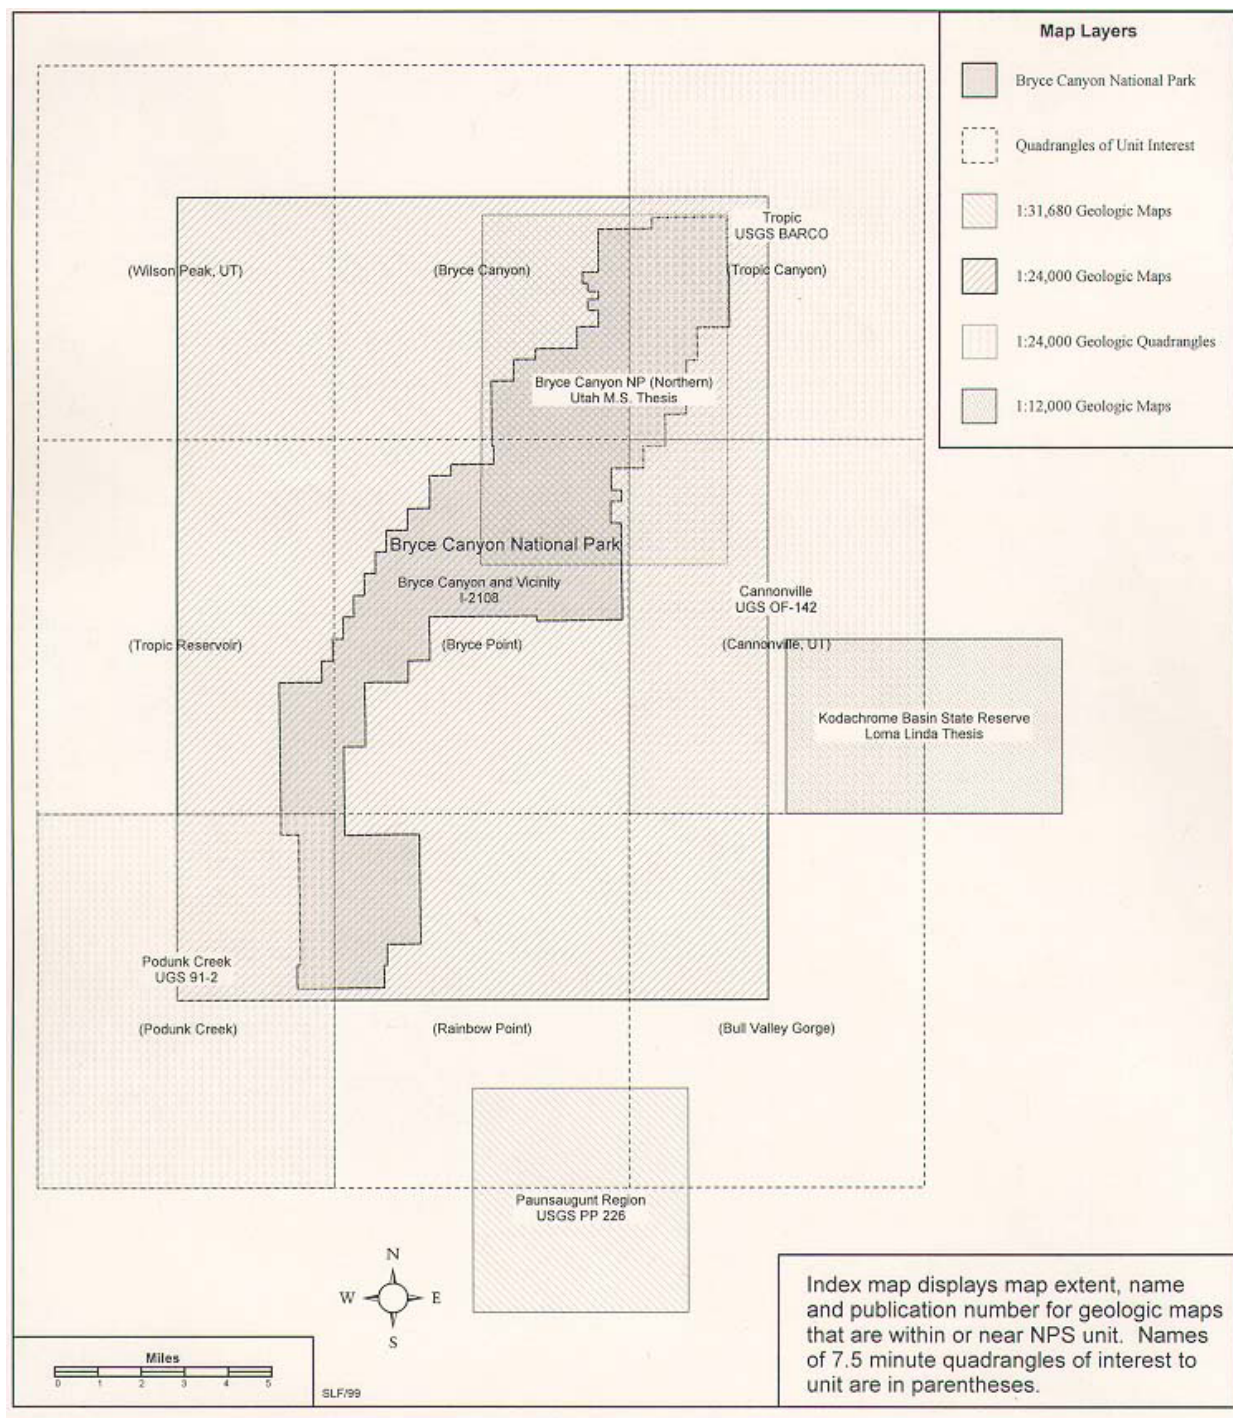 Map Layers
Bryce Canyon National Park
Quadrangles of Unit Interest
1:31,680 Geologic Maps
1:24,000 Geologic Maps
1:24,000 Geologic Quadrangles
1:12,000 Geologic Maps
Tropic
USGS BARCO
(Wilson Peak, UT)
(Bryce Canyon)
(Tropic Canyon)
Bryce Canyon NP (Northern)
Utah M.S. Thesis
Bryce Canyon National Park
Bryce Canyon and Vicinity
I-2108
Cannonville
UGS OF-142
(Tropic Reservoir)
(Bryce Point)
(Cannonville, UT)
Kodachrome Basin State Reserve
Loma Linda Thesis
Podunk Creek
UGS 91-2
(Podunk Creek)
(Rainbow Point)
(Bull Valley Gorge)
Paunsaugunt Region
USGS PP 226
N
W E
S
Miles
0 1 2 3 4 5
SLF/99
Index map displays map extent, name
and publication number for geologic maps
that are within or near NPS unit. Names
of 7.5 minute quadrangles of interest to
unit are in parentheses.